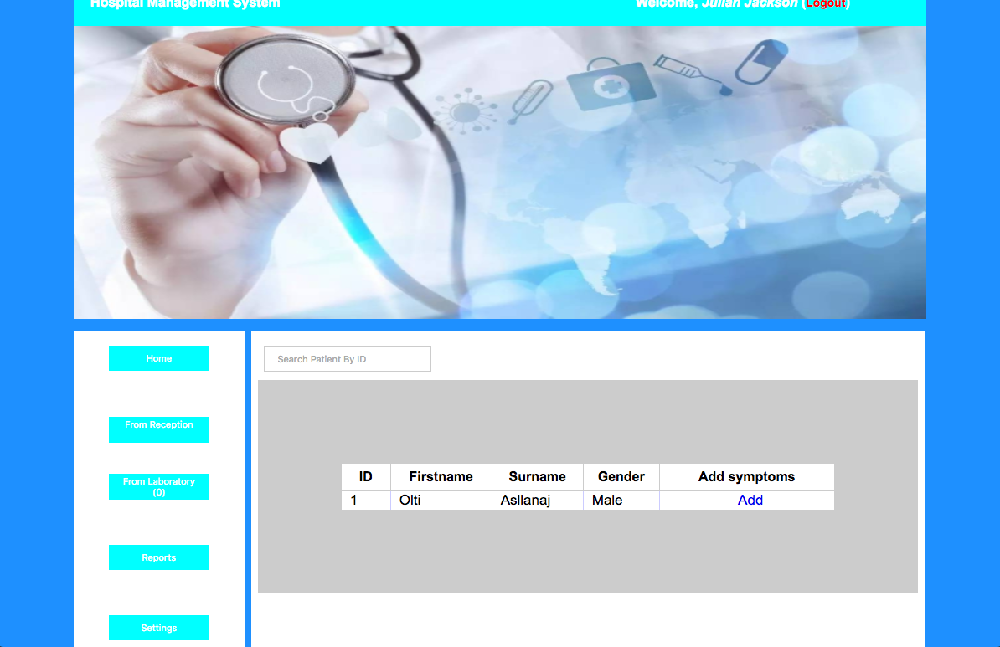 Hospital Management System
Welcome, Julian Jackson (Logout)
Home
From Reception
From Laboratory
(0)
Reports
Settings
Search Patient By ID
ID Firstname Surname Gender Add symptoms
1 Olti Asllanaj Male Add